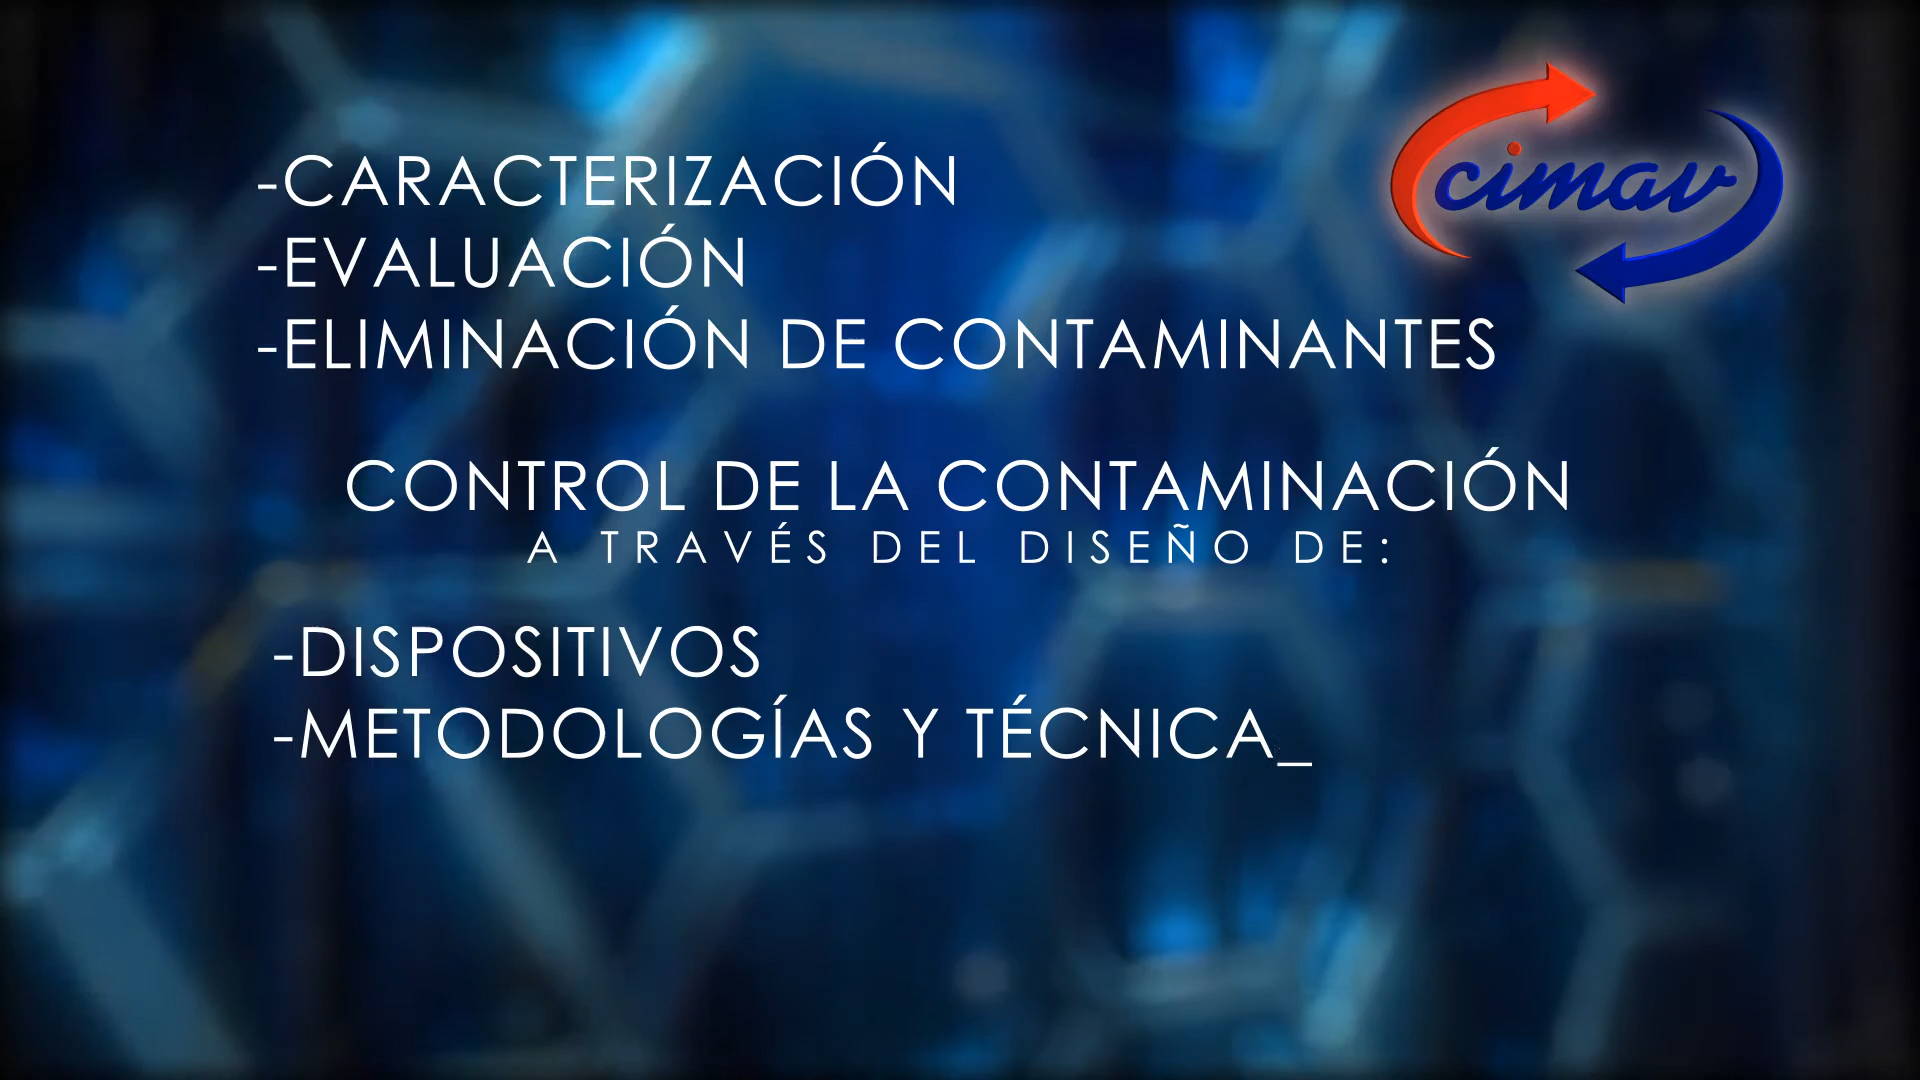 cimav
-CARACTERIZACIÓN
-EVALUACIÓN
-ELIMINACIÓN DE CONTAMINANTES
CONTROL DE LA CONTAMINACIÓN
A TRAVÉS DEL DISEÑO DE:
-DISPOSITIVOS
-METODOLOGÍAS Y TÉCNICA_